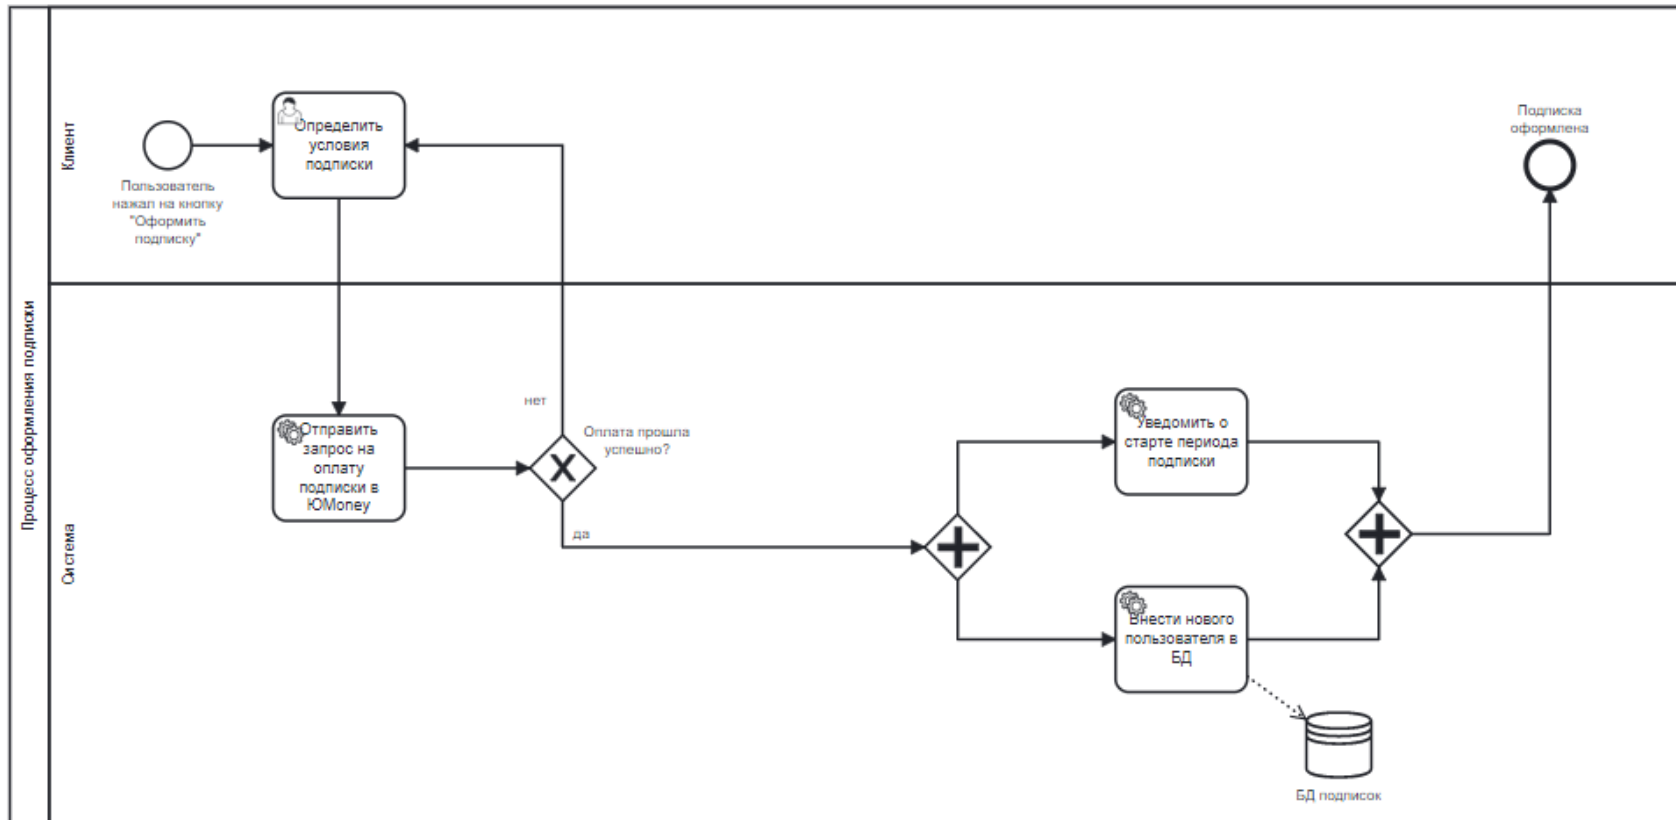 Процесс оформления подписки
Клиент
Пользователь
нажал на кнопку
"Оформить
подписку"
Определить
условия
подписки
Подписка
оформлена
Система
Отправить
запрос на
оплату
подписки в
ЮMoney
нет
Оплата прошла
успешно?
да
Уведомить о
старте периода
подписки
Внести нового
пользователя в
БД
БД подписок